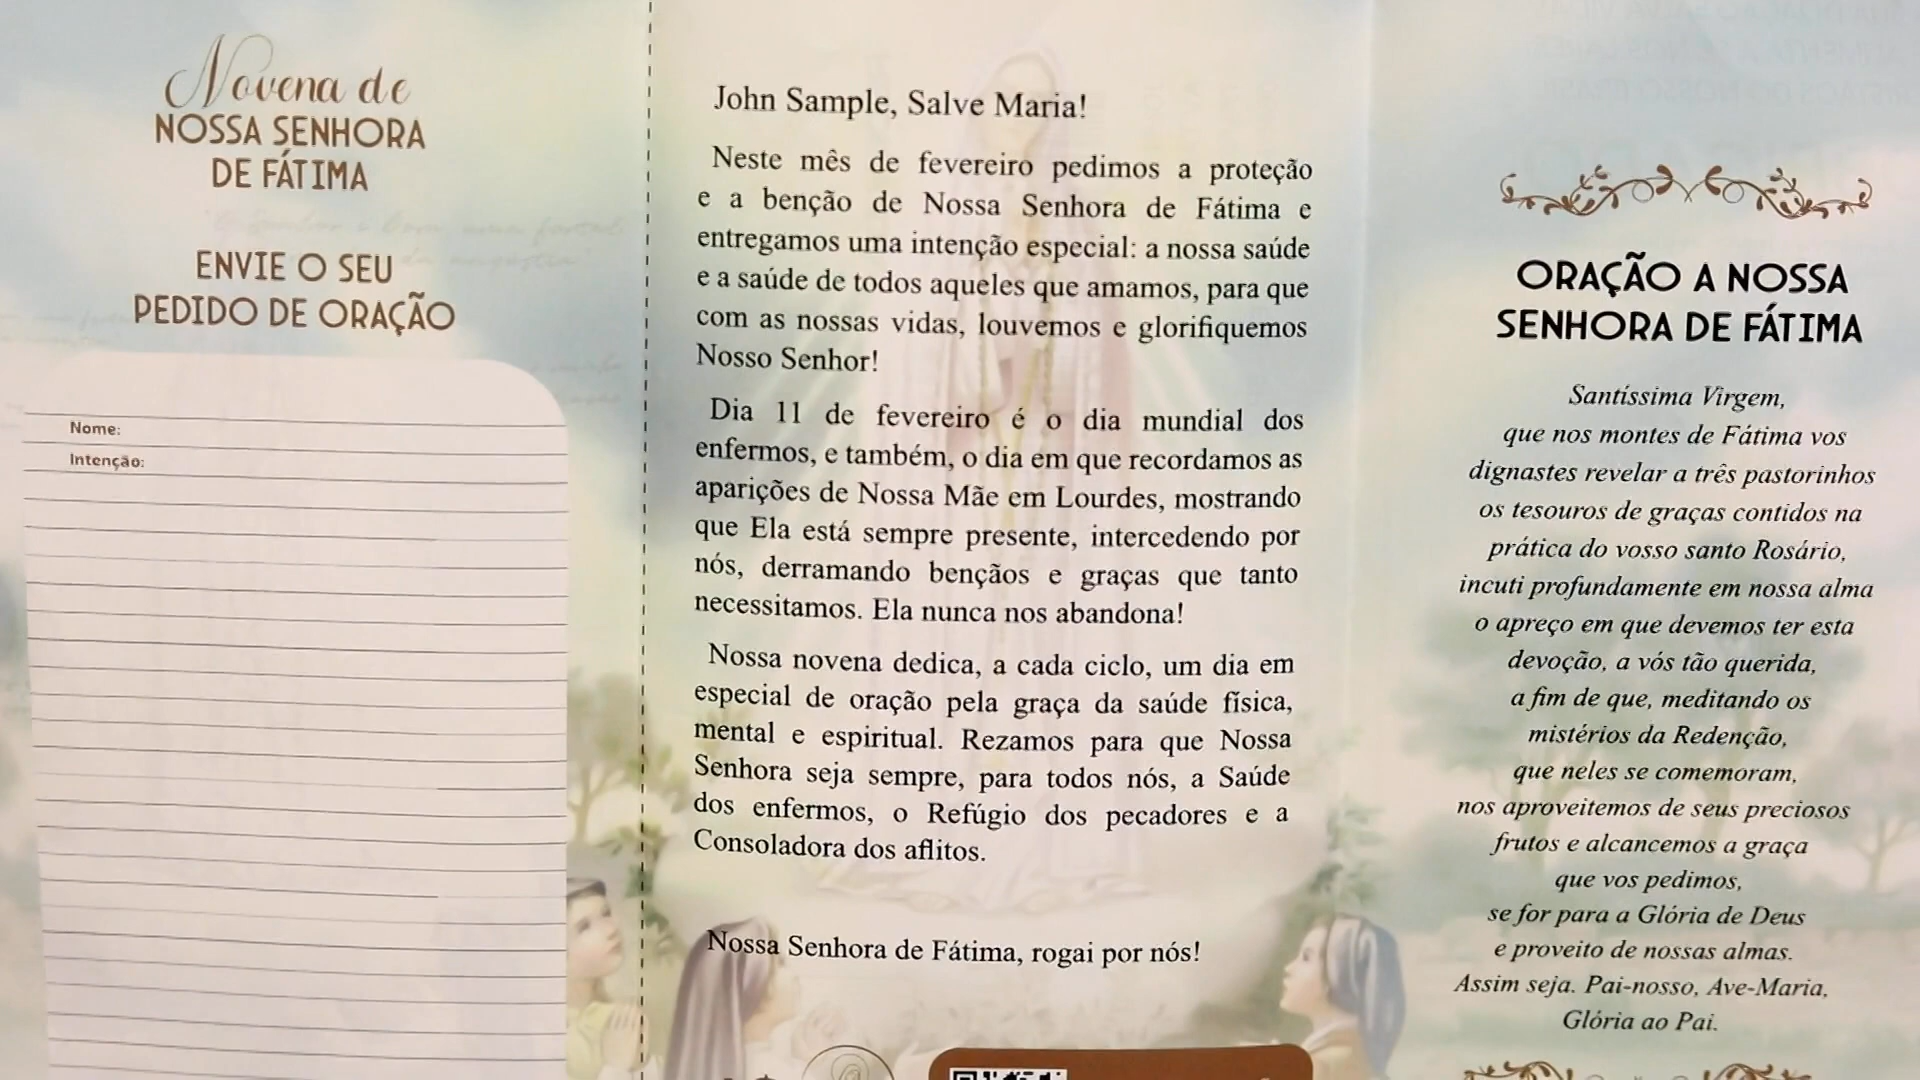 Novena de
NOSSA SENHORA
DE FÁTIMA
ENVIE O SEU
PEDIDO DE ORAÇÃO
Nome:
Intenção:
John Sample, Salve Maria!
Neste mês de fevereiro pedimos a proteção
e a benção de Nossa Senhora de Fátima e
entregamos uma intenção especial: a nossa saúde
e a saúde de todos aqueles que amamos, para que
com as nossas vidas, louvemos e glorifiquemos
Nosso Senhor!
Dia 11 de fevereiro é o dia mundial dos
enfermos, e também, o dia em que recordamos as
aparições de Nossa Mãe em Lourdes, mostrando
que Ela está sempre presente, intercedendo por
nós, derramando bençãos e graças que tanto
necessitamos. Ela nunca nos abandona!
Nossa novena dedica, a cada ciclo, um dia em
especial de oração pela graça da saúde física,
mental e espiritual. Rezamos para que Nossa
Senhora seja sempre, para todos nós, a Saúde
dos enfermos, o Refúgio dos pecadores e a
Consoladora dos aflitos.
Nossa Senhora de Fátima, rogai por nós!
ORAÇÃO A NOSSA
SENHORA DE FÁTIMA
Santíssima Virgem,
que nos montes de Fátima vos
dignastes revelar a três pastorinhos
os tesouros de graças contidos na
prática do vosso santo Rosário,
incuti profundamente em nossa alma
o apreço em que devemos ter esta
devoção, a vós tão querida,
a fim de que, meditando os
mistérios da Redenção,
que neles se comemoram,
nos aproveitemos de seus preciosos
frutos e alcancemos a graça
que vos pedimos,
se for para a Glória de Deus
e proveito de nossas almas.
Assim seja. Pai-nosso, Ave-Maria,
Glória ao Pai.